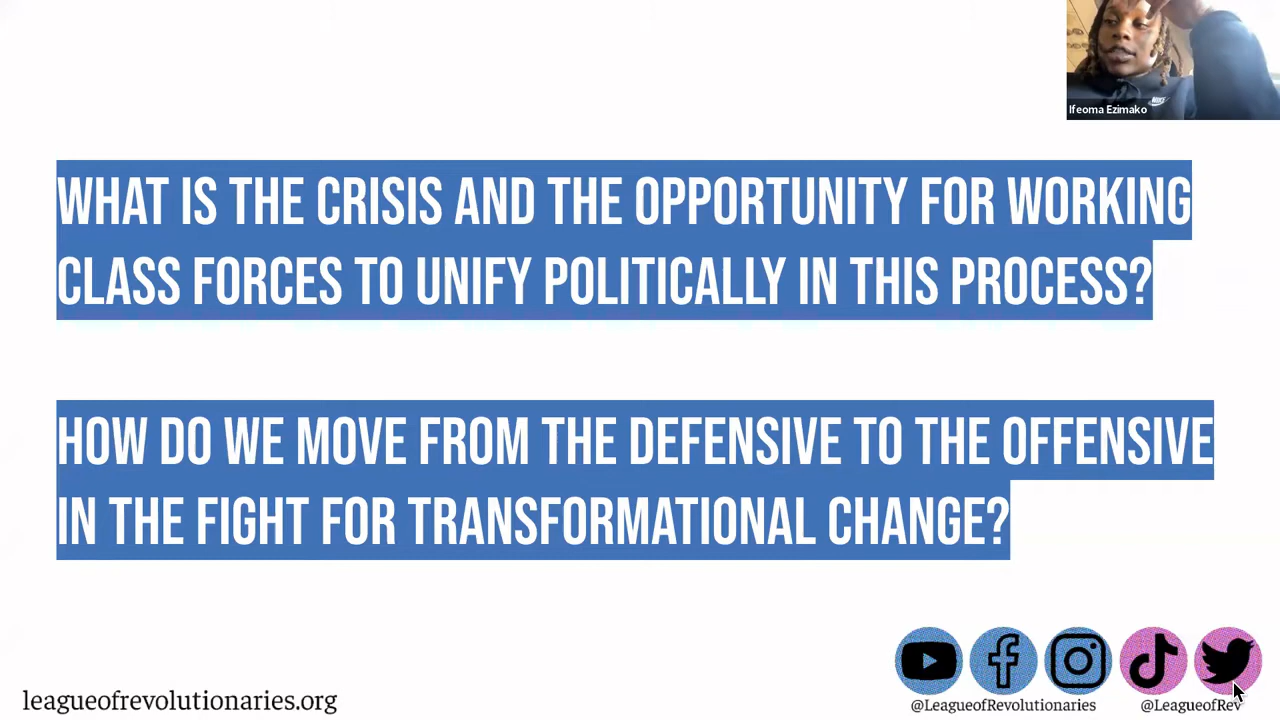 Ifeoma Ezimako
WHAT IS THE CRISIS AND THE OPPORTUNITY FOR WORKING
CLASS FORCES TO UNIFY POLITICALLY IN THIS PROCESS?
HOW DO WE MOVE FROM THE DEFENSIVE TO THE OFFENSIVE
IN THE FIGHT FOR TRANSFORMATIONAL CHANGE?
leagueofrevolutionaries.org
@LeagueofRevolutionaries
@LeagueofRev